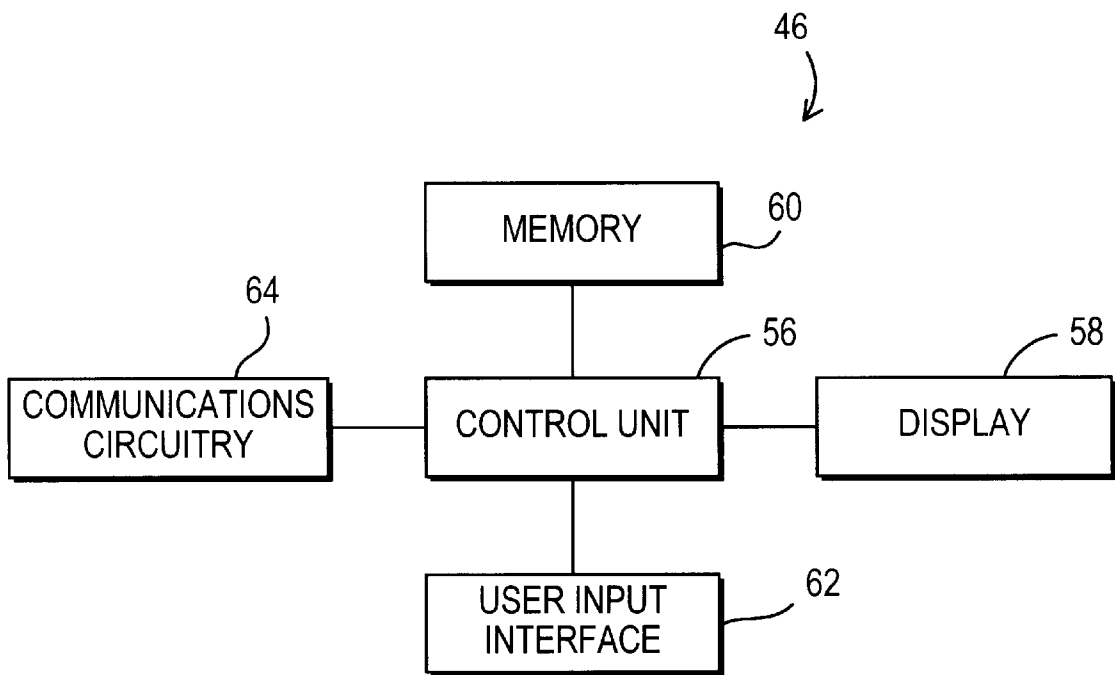 46
MEMORY
60
64
56
58
COMMUNICATIONS
CIRCUITRY
CONTROL UNIT
DISPLAY
62
USER INPUT
INTERFACE